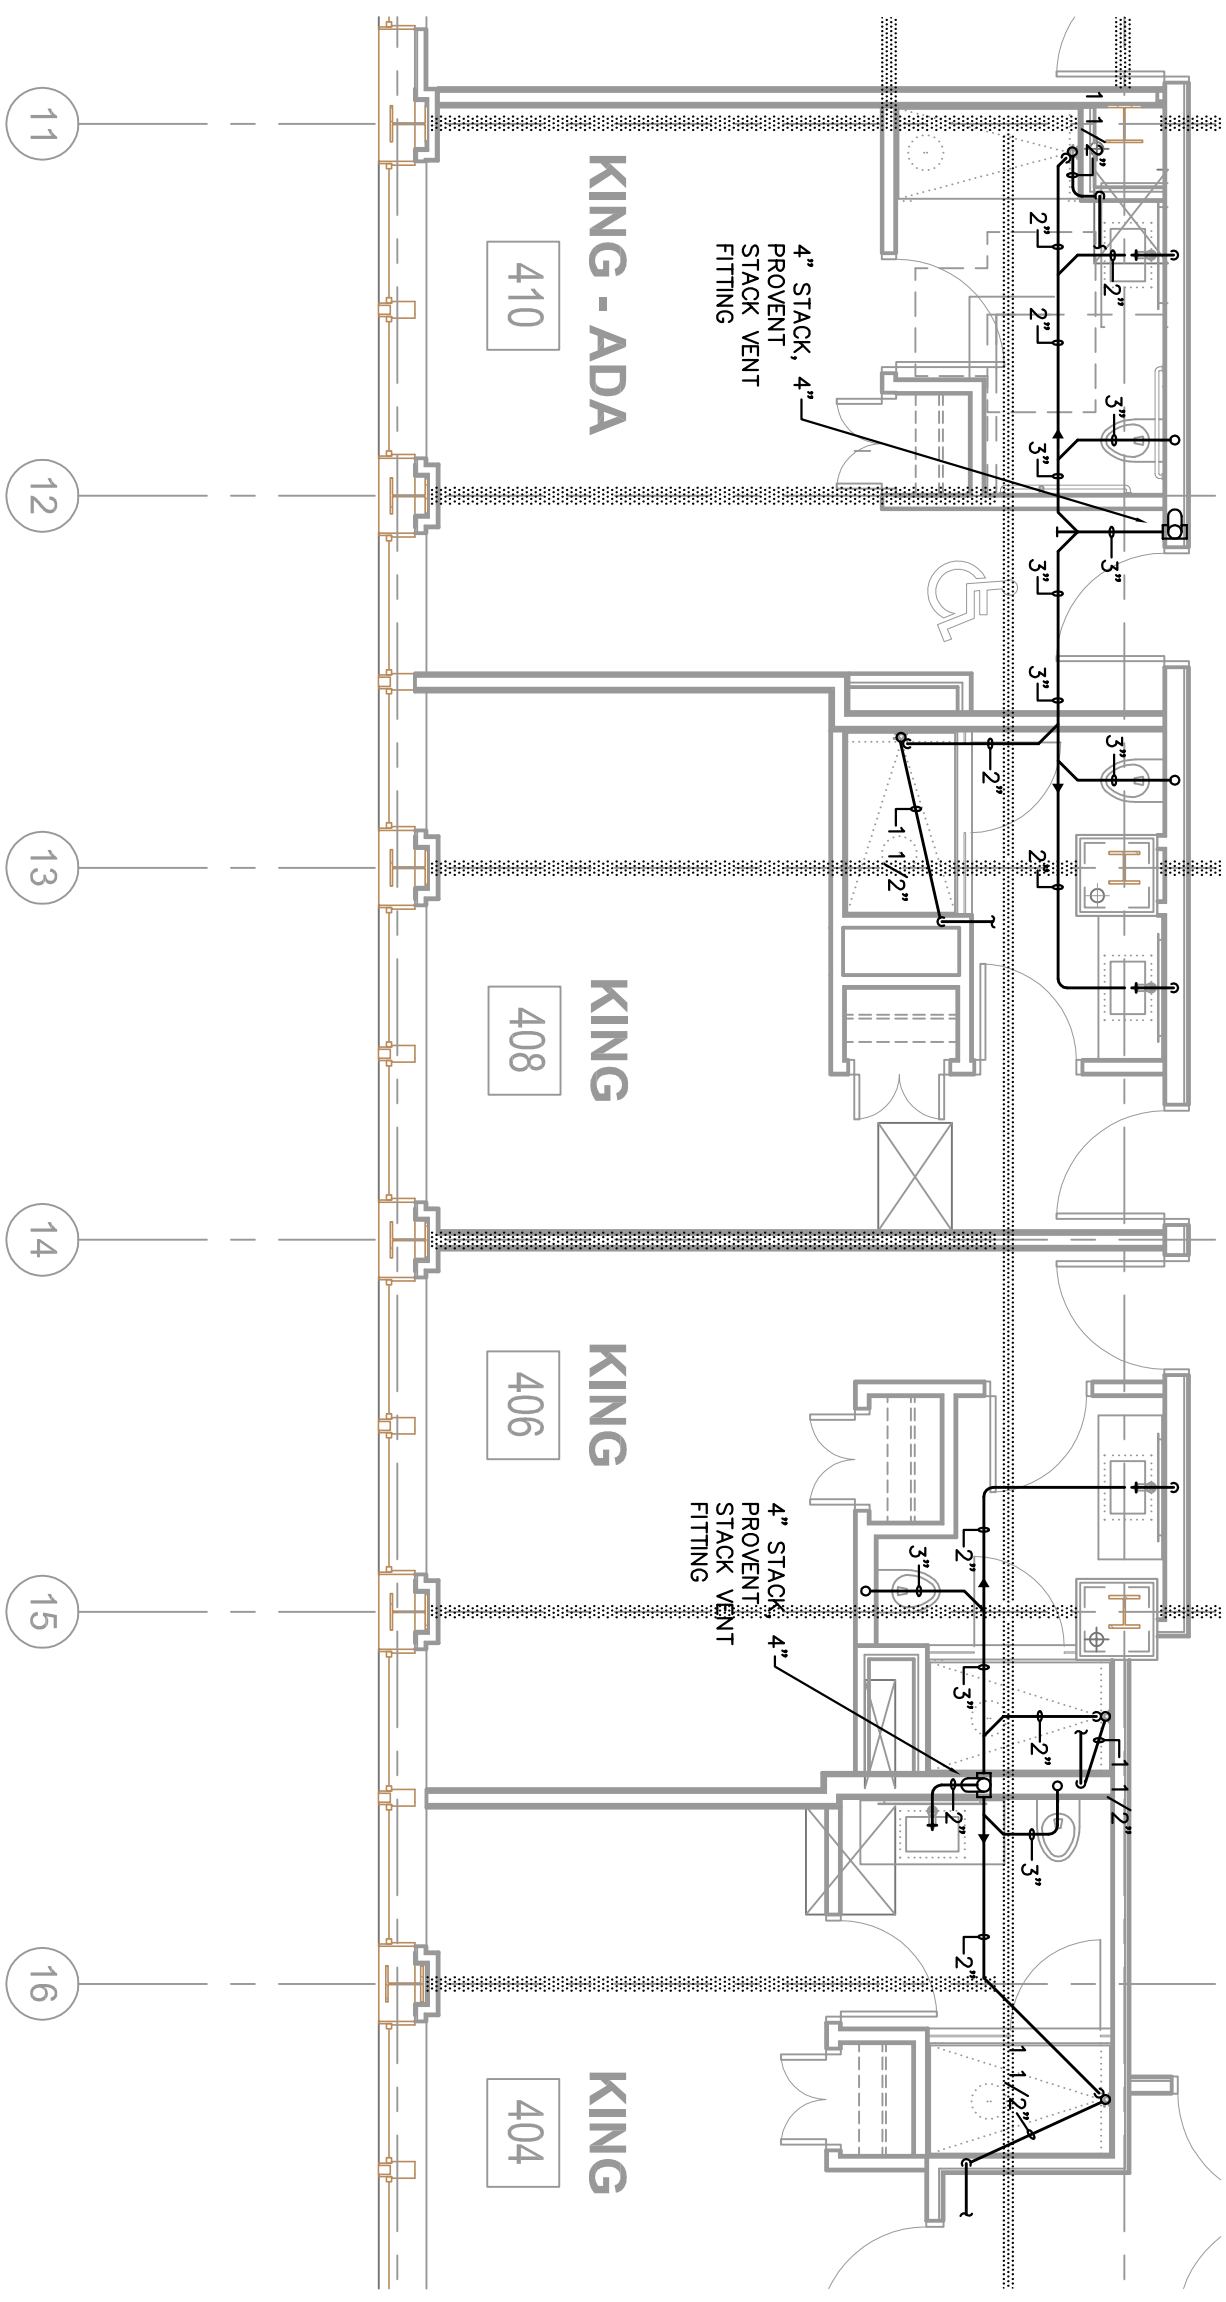 1 1/2"
2"
2"
2"
3"
3"
3"
4" STACK, 4"
PROVENT
STACK VENT
FITTING
KING - ADA
410
3"
3"
3"
2"
2"
1 1/2"
KING
408
2"
3"
3"
2"
1 1/2"
4" STACK, 4"
PROVENT
STACK VENT
FITTING
KING
406
2"
3"
2"
1 1/2"
KING
404
11
12
13
14
15
16